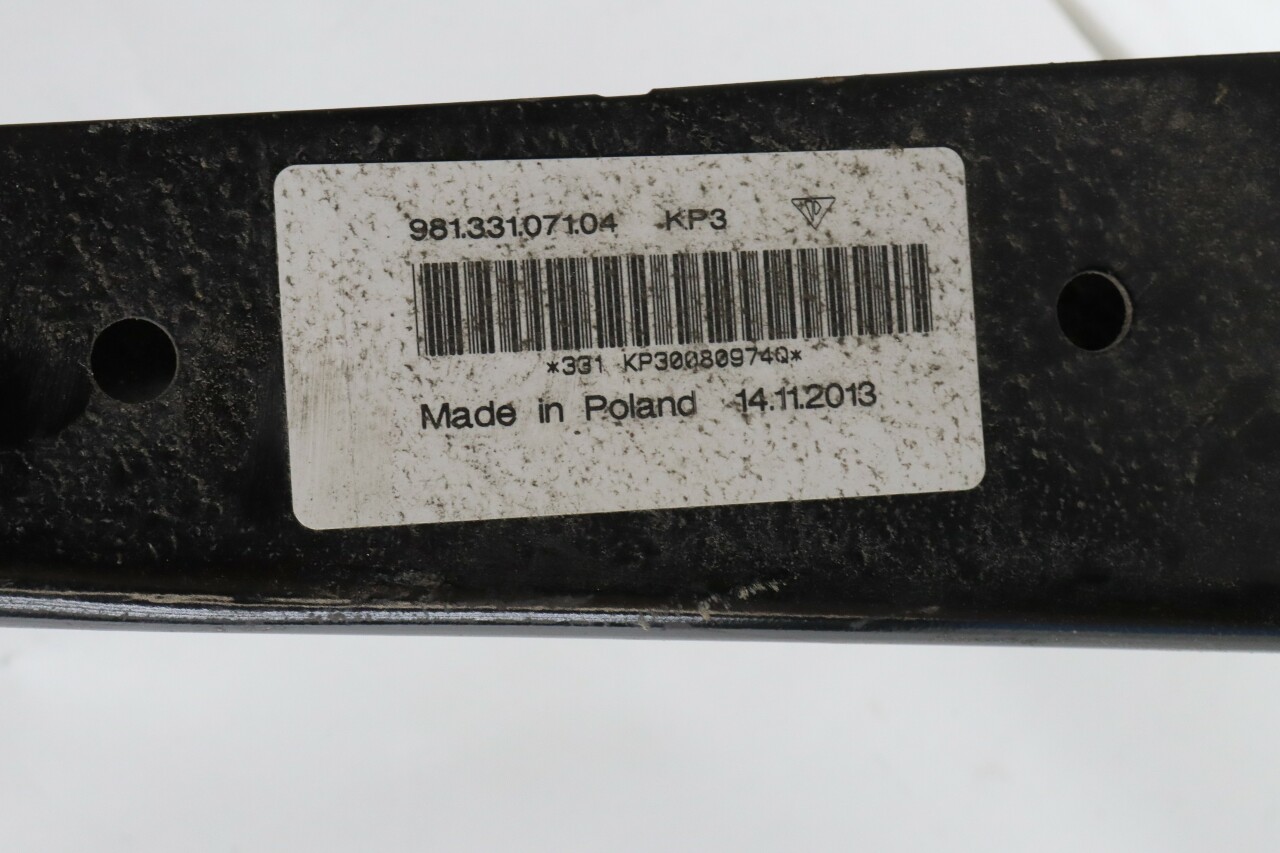 981.331.071.04 KP3
*331 KP30080974Q*
Made in Poland 14.11.2013